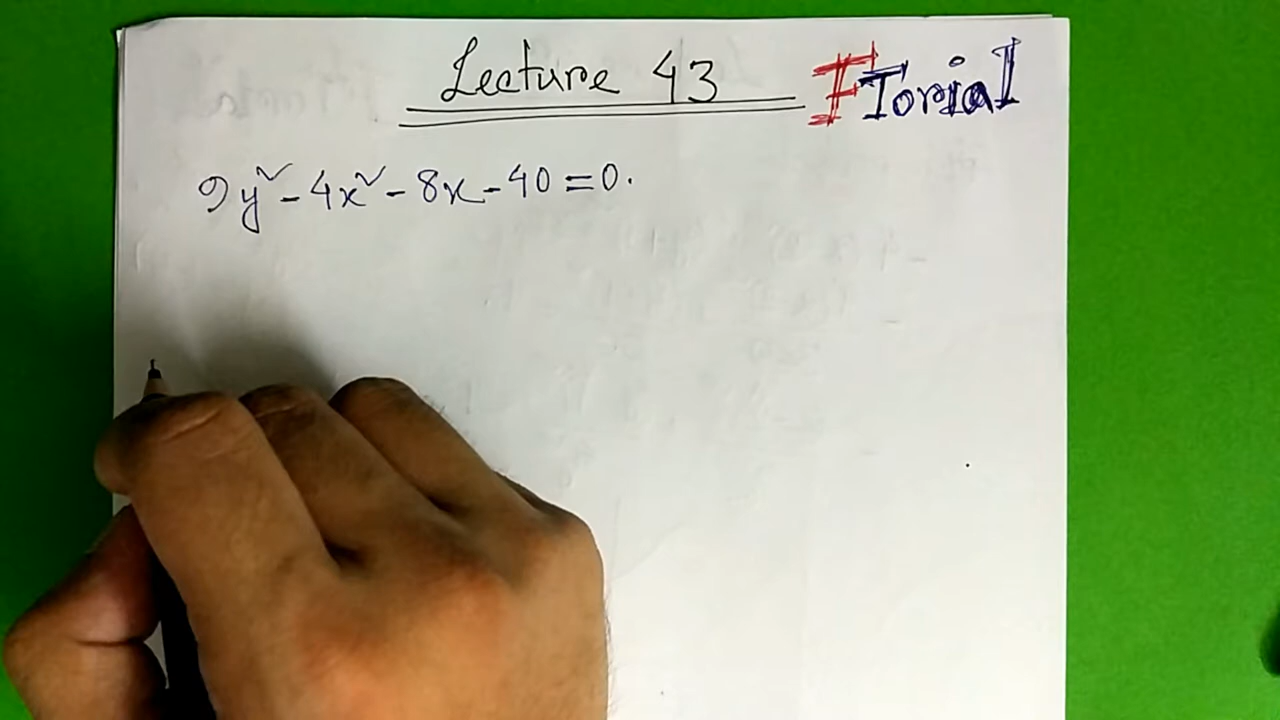 Lecture 43
#Torial
9y² - 4x² - 8x - 40 = 0.